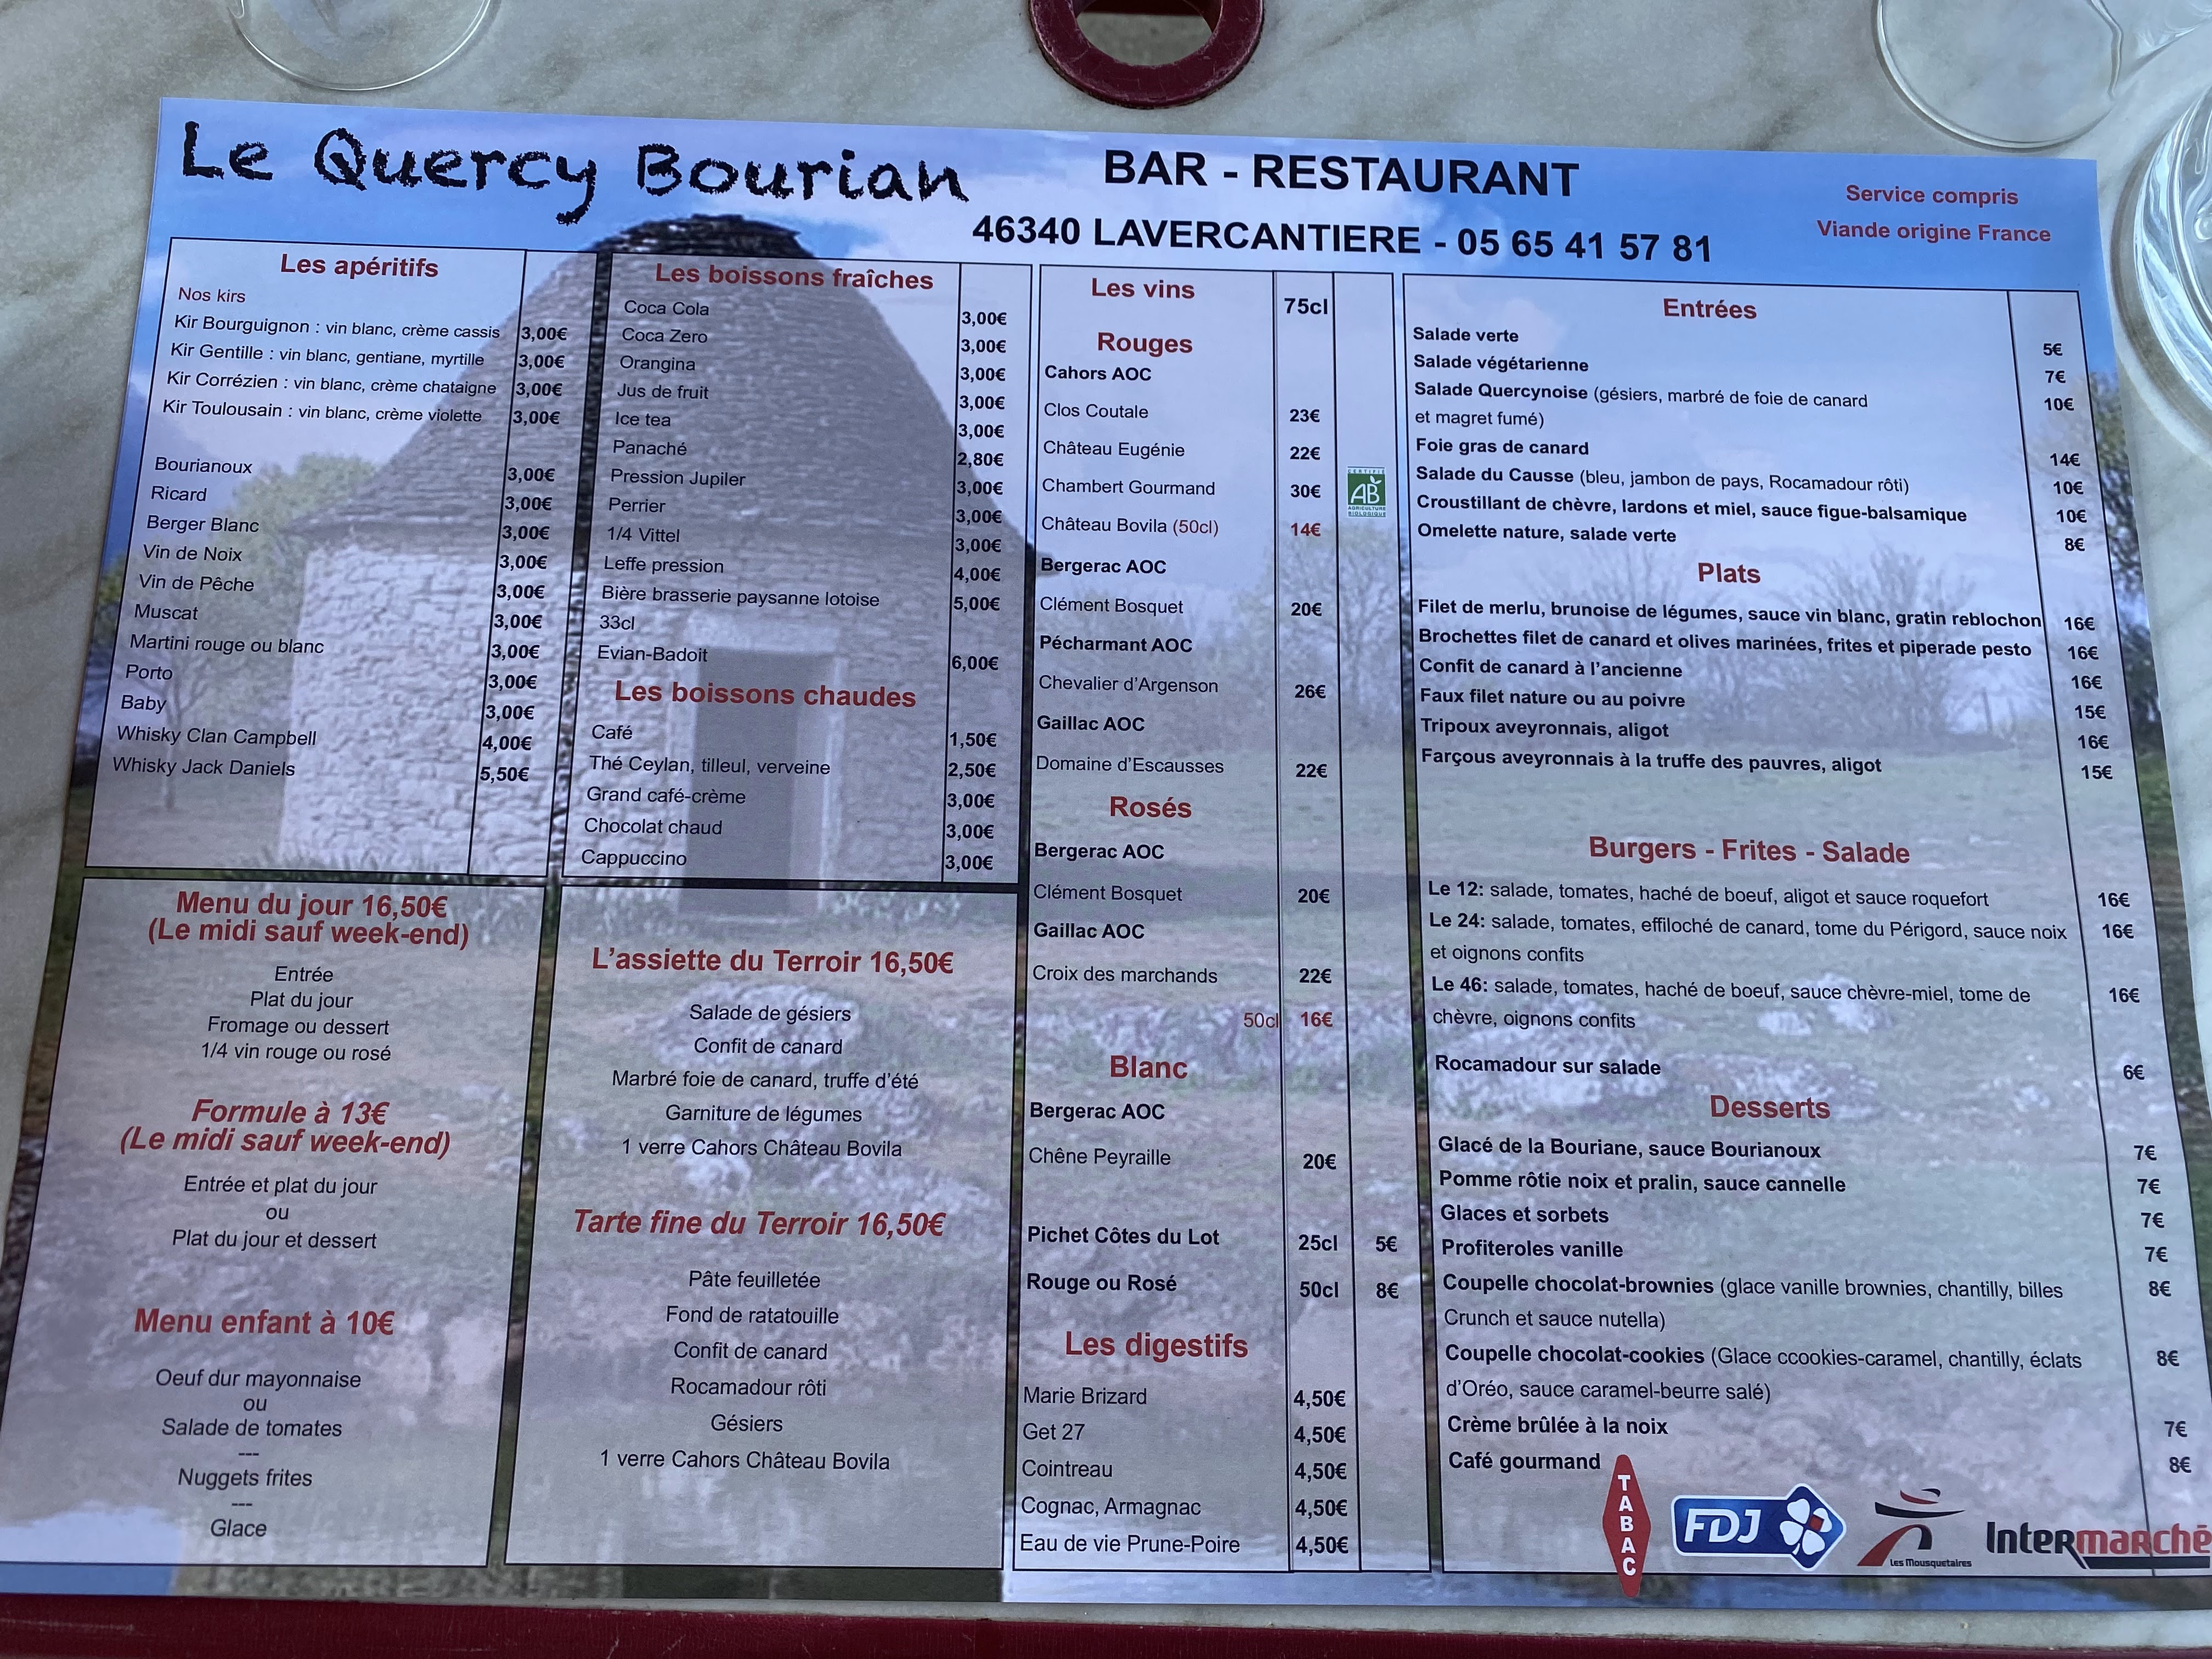 Le Quercy Bourian
BAR - RESTAURANT
46340 LAVERCANTIERE - 05 65 41 57 81
Service compris
Viande origine France
Les apéritifs
Nos kirs
Kir Bourguignon : vin blanc, crème cassis 3,00€
Kir Gentille : vin blanc, gentiane, myrtille 3,00€
Kir Corrézien : vin blanc, crème chataigne 3,00€
Kir Toulousain : vin blanc, crème violette 3,00€
Bourianoux 3,00€
Ricard 3,00€
Berger Blanc 3,00€
Vin de Noix 3,00€
Vin de Pêche 3,00€
Muscat 3,00€
Martini rouge ou blanc 3,00€
Porto 3,00€
Baby 3,00€
Whisky Clan Campbell 4,00€
Whisky Jack Daniels 5,50€
Les boissons fraîches
Coca Cola 3,00€
Coca Zero 3,00€
Orangina 3,00€
Jus de fruit 3,00€
Ice tea 3,00€
Panaché 2,80€
Pression Jupiler 3,00€
Perrier 3,00€
1/4 Vittel 3,00€
Leffe pression 4,00€
Bière brasserie paysanne lotoise 5,00€
33cl
Evian-Badoit 6,00€
Les boissons chaudes
Café 1,50€
Thé Ceylan, tilleul, verveine 2,50€
Grand café-crème 3,00€
Chocolat chaud 3,00€
Cappuccino 3,00€
Menu du jour 16,50€
(Le midi sauf week-end)
Entrée
Plat du jour
Fromage ou dessert
1/4 vin rouge ou rosé
Formule à 13€
(Le midi sauf week-end)
Entrée et plat du jour
ou
Plat du jour et dessert
Menu enfant à 10€
Oeuf dur mayonnaise
ou
Salade de tomates
---
Nuggets frites
---
Glace
L'assiette du Terroir 16,50€
Salade de gésiers
Confit de canard
Marbré foie de canard, truffe d'été
Garniture de légumes
1 verre Cahors Château Bovila
Tarte fine du Terroir 16,50€
Pâte feuilletée
Fond de ratatouille
Confit de canard
Rocamadour rôti
Gésiers
1 verre Cahors Château Bovila
Les vins 75cl
Rouges
Cahors AOC
Clos Coutale 23€
Château Eugénie 22€
Chambert Gourmand 30€
CERTIFIÉ
AB
AGRICULTURE
BIOLOGIQUE
Château Bovila (50cl) 14€
Bergerac AOC
Clément Bosquet 20€
Pécharmant AOC
Chevalier d'Argenson 26€
Gaillac AOC
Domaine d'Escausses 22€
Rosés
Bergerac AOC
Clément Bosquet 20€
Gaillac AOC
Croix des marchands 22€
50cl 16€
Blanc
Bergerac AOC
Chêne Peyraille 20€
Pichet Côtes du Lot 25cl 5€
Rouge ou Rosé 50cl 8€
Les digestifs
Marie Brizard 4,50€
Get 27 4,50€
Cointreau 4,50€
Cognac, Armagnac 4,50€
Eau de vie Prune-Poire 4,50€
Entrées
Salade verte 5€
Salade végétarienne 7€
Salade Quercynoise (gésiers, marbré de foie de canard 10€
et magret fumé)
Foie gras de canard 14€
Salade du Causse (bleu, jambon de pays, Rocamadour rôti) 10€
Croustillant de chèvre, lardons et miel, sauce figue-balsamique 10€
Omelette nature, salade verte 8€
Plats
Filet de merlu, brunoise de légumes, sauce vin blanc, gratin reblochon 16€
Brochettes filet de canard et olives marinées, frites et piperade pesto 16€
Confit de canard à l'ancienne 16€
Faux filet nature ou au poivre 15€
Tripoux aveyronnais, aligot 16€
Farçous aveyronnais à la truffe des pauvres, aligot 15€
Burgers - Frites - Salade
Le 12: salade, tomates, haché de boeuf, aligot et sauce roquefort 16€
Le 24: salade, tomates, effiloché de canard, tome du Périgord, sauce noix 16€
et oignons confits
Le 46: salade, tomates, haché de boeuf, sauce chèvre-miel, tome de 16€
chèvre, oignons confits
Rocamadour sur salade 6€
Desserts
Glacé de la Bouriane, sauce Bourianoux 7€
Pomme rôtie noix et pralin, sauce cannelle 7€
Glaces et sorbets 7€
Profiteroles vanille 7€
Coupelle chocolat-brownies (glace vanille brownies, chantilly, billes 8€
Crunch et sauce nutella)
Coupelle chocolat-cookies (Glace ccookies-caramel, chantilly, éclats 8€
d'Oréo, sauce caramel-beurre salé)
Crème brûlée à la noix 7€
Café gourmand 8€
TABAC
FDJ
Les Mousquetaires
Intermarché